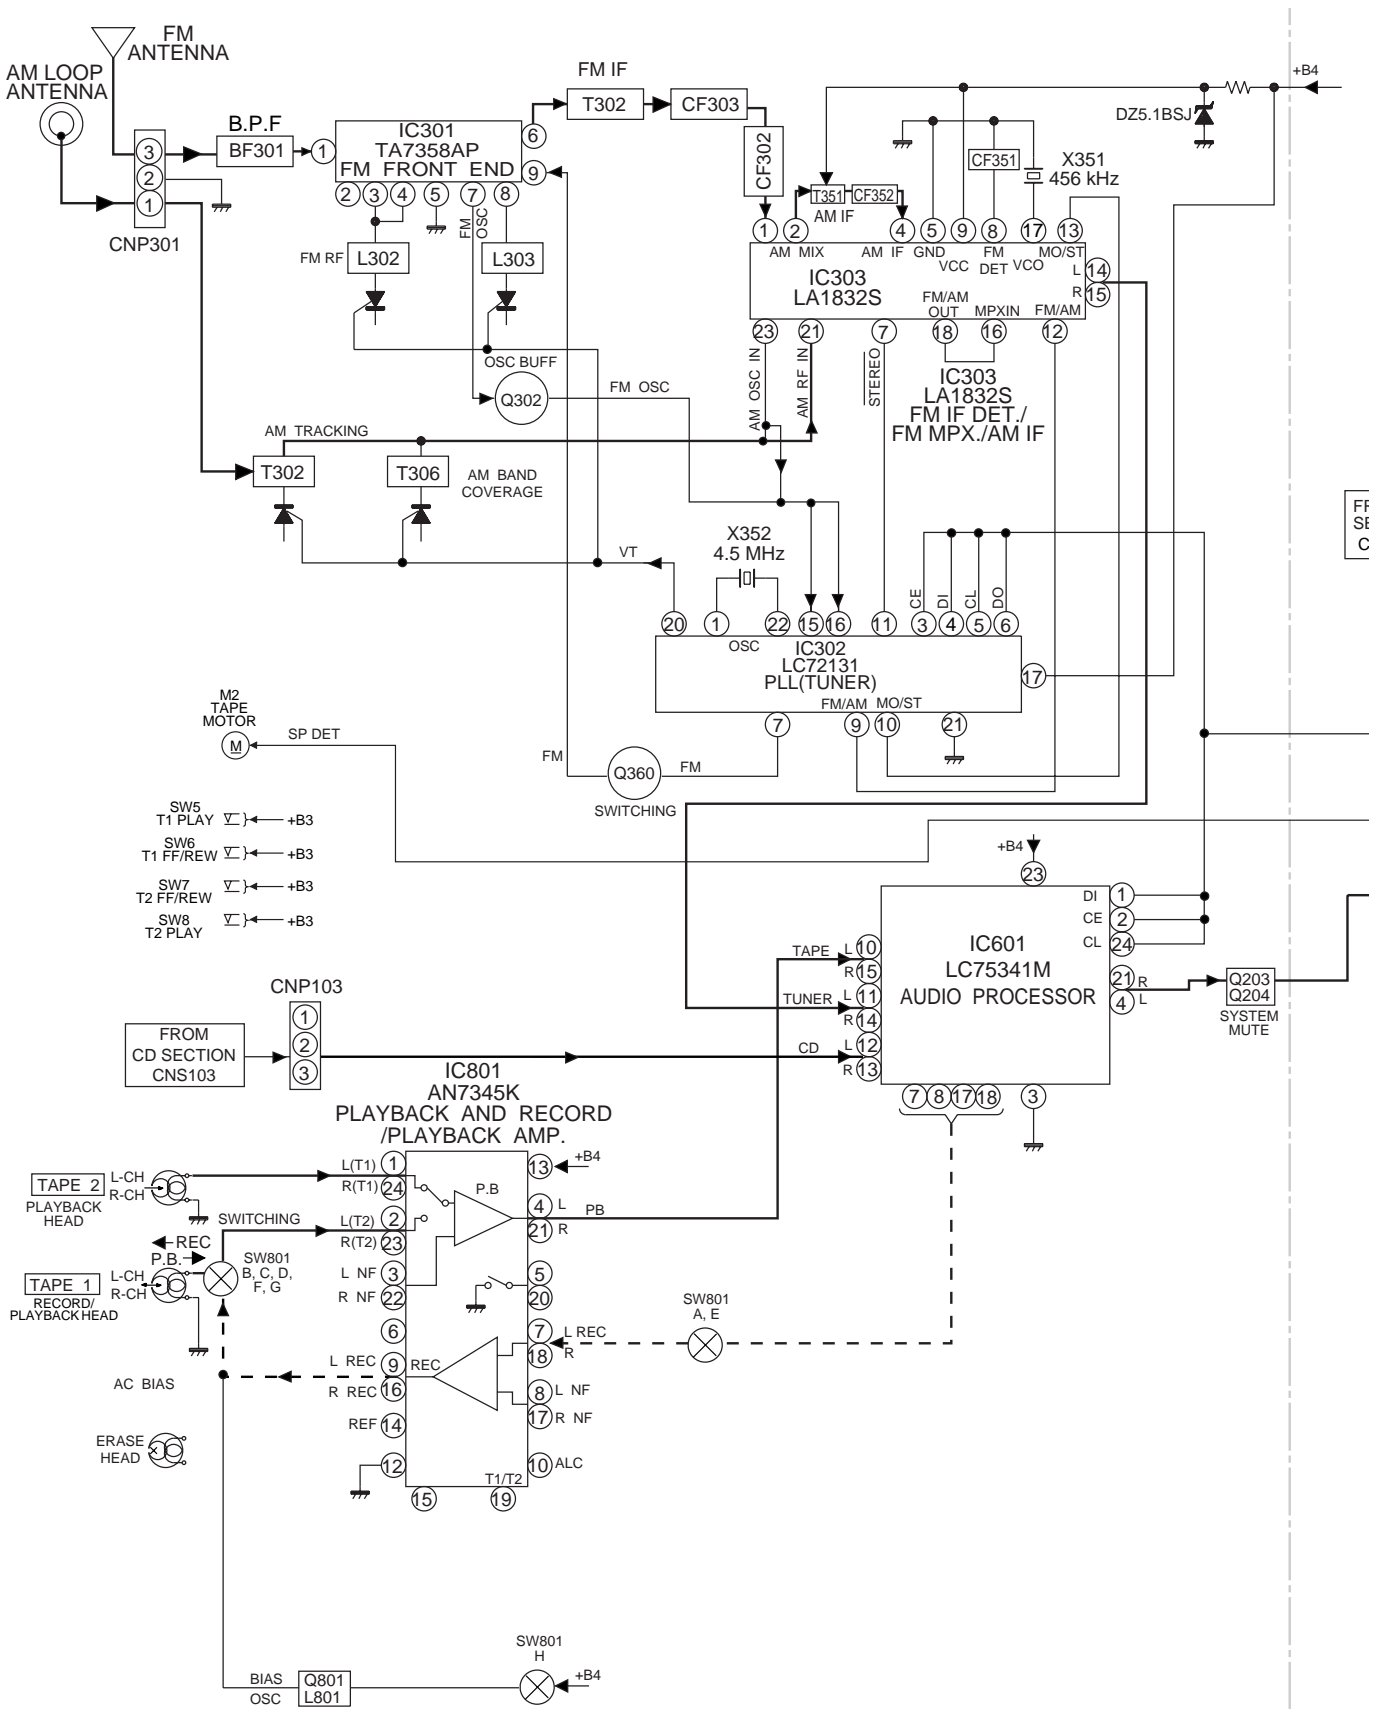 FM
ANTENNA
AM LOOP
ANTENNA
3
2
1
CNP301
B.P.F
BF301
1
IC301
TA7358AP
FM FRONT END
6
9
2
3
4
5
7
8
FM RF
L302
FM
OSC
L303
FM IF
T302
CF303
CF302
T351
CF352
AM IF
CF351
X351
456 kHz
DZ5.1BSJ
+B4
1
2
4
5
9
8
17
13
AM MIX
AM IF
GND
VCC
FM
DET
VCO
MO/ST
L
14
R
15
IC303
LA1832S
FM/AM
OUT
MPXIN
FM/AM
23
21
7
18
16
12
AM OSC IN
AM RF IN
STEREO
IC303
LA1832S
FM IF DET./
FM MPX./AM IF
OSC BUFF
Q302
FM OSC
AM TRACKING
T302
T306
AM BAND
COVERAGE
VT
X352
4.5 MHz
CE
DI
CL
DO
20
1
22
15
16
11
3
4
5
6
OSC
IC302
LC72131
PLL(TUNER)
17
FM/AM
MO/ST
7
9
10
21
FM
Q360
FM
SWITCHING
M2
TAPE
MOTOR
M
SP DET
SW5
T1 PLAY
+B3
SW6
T1 FF/REW
+B3
SW7
T2 FF/REW
+B3
SW8
T2 PLAY
+B3
+B4
23
DI
1
CE
2
CL
24
21
R
4
L
IC601
LC75341M
AUDIO PROCESSOR
TAPE
L
10
R
15
TUNER
L
11
R
14
CD
L
12
R
13
7
8
17
18
3
Q203
Q204
SYSTEM
MUTE
CNP103
1
2
3
FROM
CD SECTION
CNS103
IC801
AN7345K
PLAYBACK AND RECORD
/PLAYBACK AMP.
TAPE 2
L-CH
R-CH
PLAYBACK
HEAD
SWITCHING
REC
P.B.
SW801
B, C, D,
F, G
TAPE 1
L-CH
R-CH
RECORD/
PLAYBACK HEAD
L(T1)
1
R(T1)
24
L(T2)
2
R(T2)
23
L NF
3
R NF
22
6
L REC
9
R REC
16
REF
14
12
15
19
T1/T2
P.B
REC
13
+B4
4
L
PB
21
R
5
20
7
L REC
18
R
8
L NF
17
R NF
10
ALC
SW801
A, E
AC BIAS
ERASE
HEAD
BIAS
OSC
Q801
L801
SW801
H
+B4